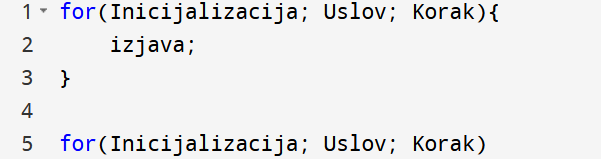 1 for(Inicijalizacija; Uslov; Korak){
2 izjava;
3 }
4
5 for(Inicijalizacija; Uslov; Korak)